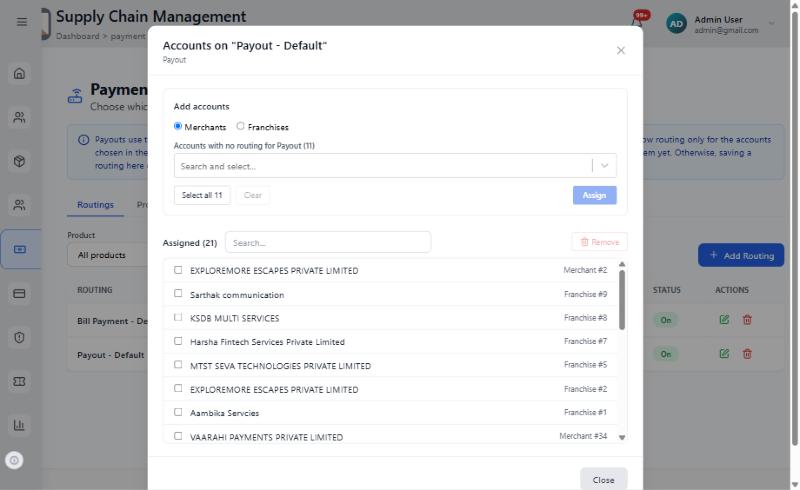 Supply Chain Management
Dashboard > payment
99+
AD
Admin User
admin@gmail.com
Accounts on "Payout - Default"
Payout
Paymen
Choose whic
Payouts use t
chosen in the
routing here
ow routing only for the accounts
em yet. Otherwise, saving a
Add accounts
Merchants
Franchises
Accounts with no routing for Payout (11)
Search and select...
Select all 11
Clear
Assign
Routings
Pr
Product
All products
Add Routing
Assigned (21)
Search...
Remove
ROUTING
STATUS
ACTIONS
Bill Payment - De
On
Payout - Default
On
EXPLOREMORE ESCAPES PRIVATE LIMITED
Merchant #2
Sarthak communication
Franchise #9
KSDB MULTI SERVICES
Franchise #8
Harsha Fintech Services Private Limited
Franchise #7
MTST SEVA TECHNOLOGIES PRIVATE LIMITED
Franchise #5
EXPLOREMORE ESCAPES PRIVATE LIMITED
Franchise #2
Aambika Servcies
Franchise #1
VAARAHI PAYMENTS PRIVATE LIMITED
Merchant #34
Close